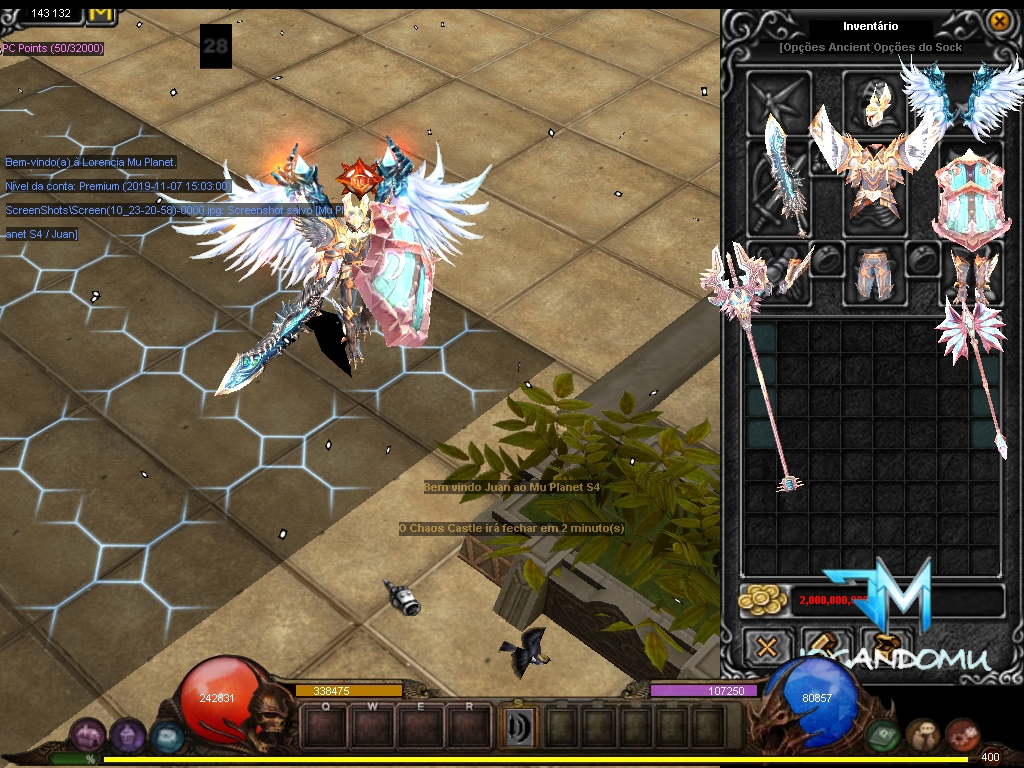 143 132
M
28
Inventário
PC Points (50/32000)
[Opções Ancient Opções do Sock
Bem-vindo(a) á Lorencia Mu Planet.
Nível da conta: Premium (2019-11-07 15:03:00)
ScreenShots\Screen(10_23-20-58)-0000.jpg: Screenshot salvo [Mu Pl
anet S4 / Juan]
Bem vindo Juan ao Mu Planet S4
O Chaos Castle irá fechar em 2 minuto(s)
2,000,000,
JOGANDOMU
242831
338475
107250
80857
Q W E R
%
400